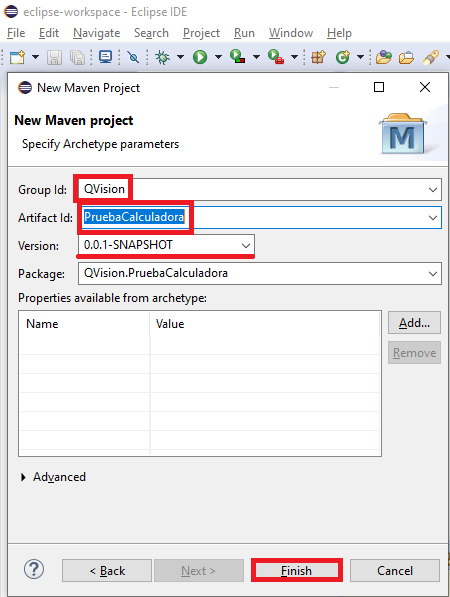 eclipse-workspace - Eclipse IDE
File Edit Navigate Search Project Run Window Help
New Maven Project
New Maven project
Specify Archetype parameters
M
Group Id: QVision
Artifact Id: PruebaCalculadora
Version: 0.0.1-SNAPSHOT
Package: QVision.PruebaCalculadora
Properties available from archetype:
Name Value
Add...
Remove
Advanced
? < Back Next > Finish Cancel